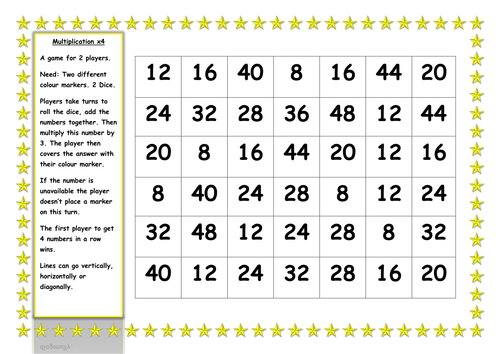 Multiplication x4
A game for 2 players.
Need: Two different
colour markers. 2 Dice.
Players take turns to
roll the dice, add the
numbers together. Then
multiply this number by
3. The player then
covers the answer with
their colour marker.
If the number is
unavailable the player
doesn't place a marker
on this turn.
The first player to get
4 numbers in a row
wins.
Lines can go vertically,
horizontally or
diagonally.
12 16 40 8 16 44 20
24 32 28 36 48 12 44
20 8 16 44 20 12 16
8 40 24 28 8 12 24
32 48 12 24 28 8 32
40 12 24 32 28 16 20